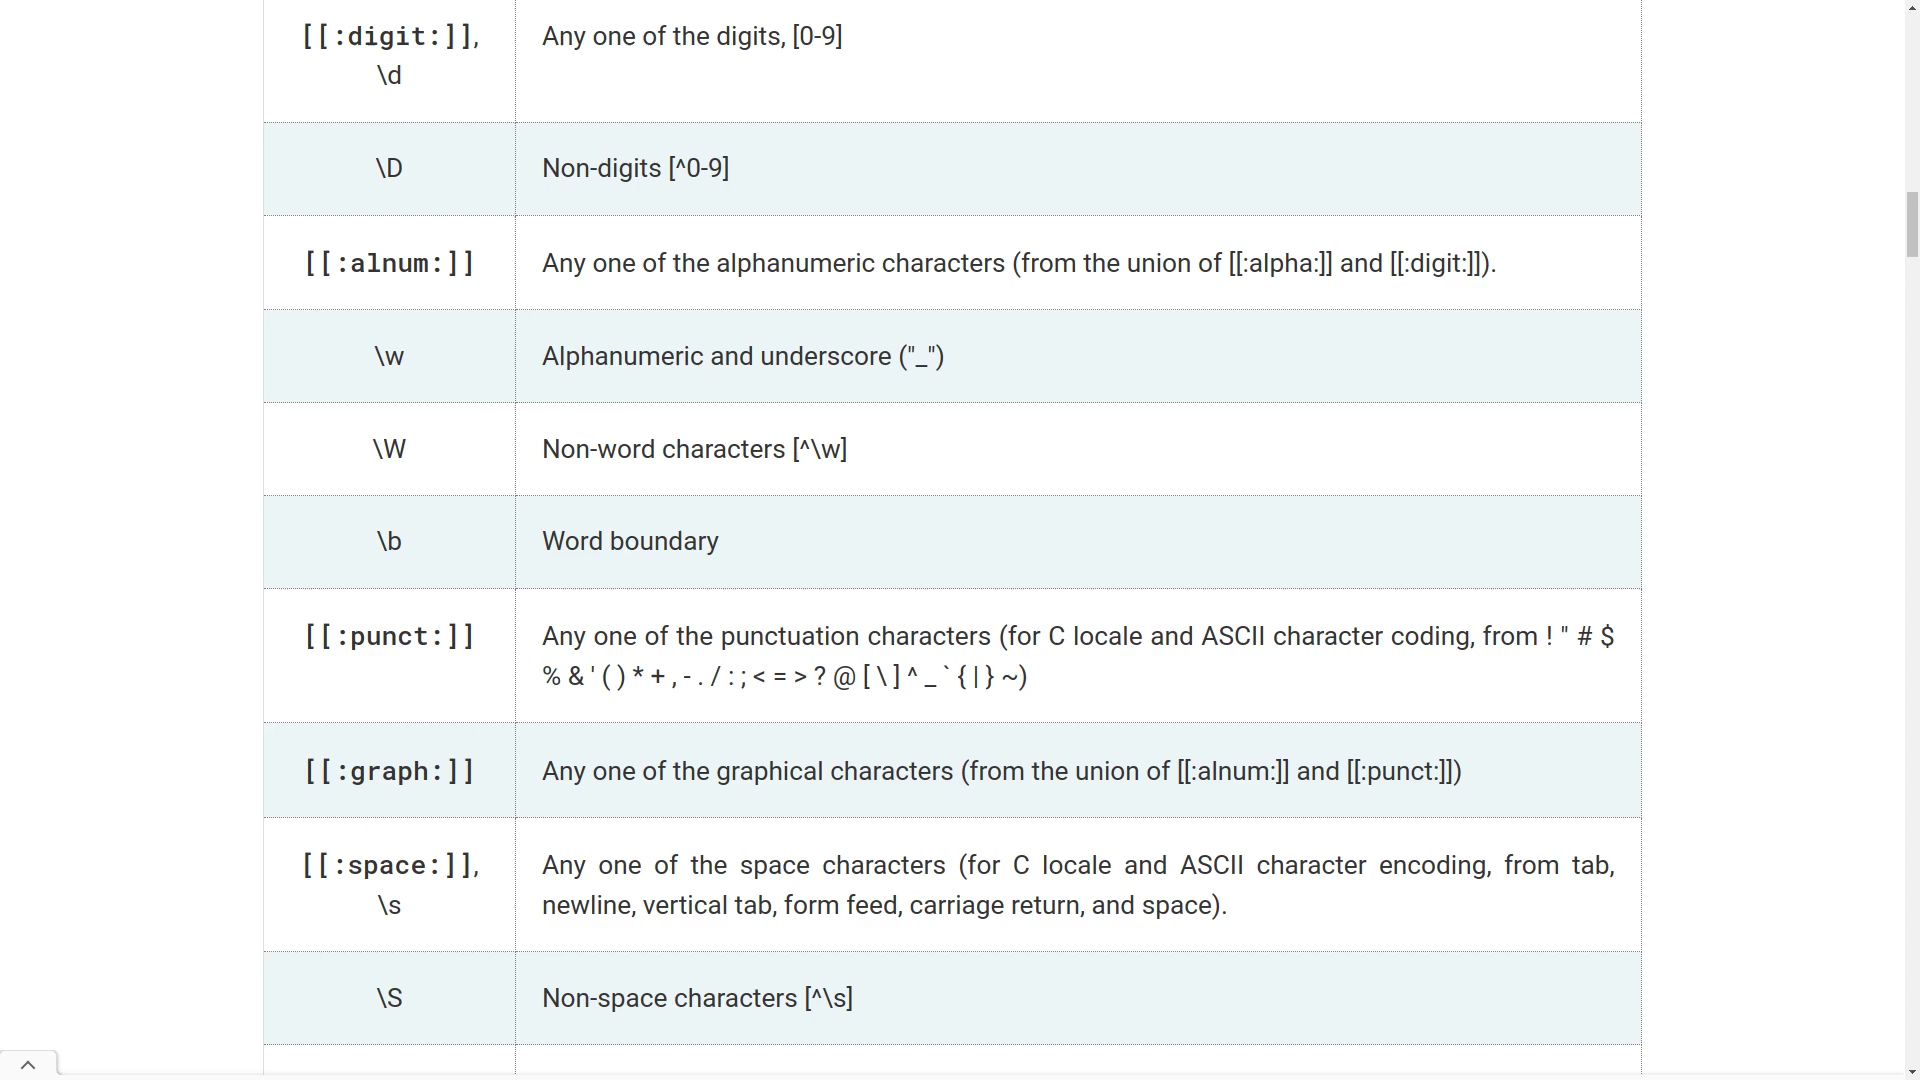 [[:digit:]], Any one of the digits, [0-9]
\d
\D Non-digits [^0-9]
[[:alnum:]] Any one of the alphanumeric characters (from the union of [[:alpha:]] and [[:digit:]]).
\w Alphanumeric and underscore ("_")
\W Non-word characters [^\w]
\b Word boundary
[[:punct:]] Any one of the punctuation characters (for C locale and ASCII character coding, from ! " # $
% & ' ( ) * + , - . / : ; < = > ? @ [ \ ] ^ _ ` { | } ~)
[[:graph:]] Any one of the graphical characters (from the union of [[:alnum:]] and [[:punct:]])
[[:space:]], Any one of the space characters (for C locale and ASCII character encoding, from tab,
\s newline, vertical tab, form feed, carriage return, and space).
\S Non-space characters [^\s]